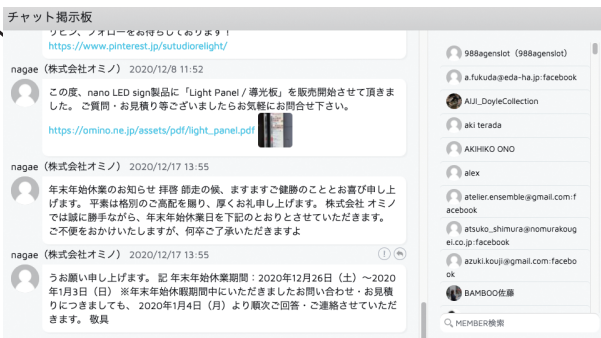 チャット掲示板
リピン、フォローをお待ちしております！
https://www.pinterest.jp/sutudiorelight/
nagae（株式会社オミノ） 2020/12/8 11:52
この度、nano LED sign製品に「Light Panel / 導光板」を販売開始させて頂きま
した。 ご質問・お見積り等ございましたらお気軽にお問合せ下さい。
https://omino.ne.jp/assets/pdf/light_panel.pdf
nagae（株式会社オミノ） 2020/12/17 13:55
年末年始休業のお知らせ 拝啓 師走の候、ますますご健勝のこととお喜び申し上
げます。 平素は格別のご高配を賜り、厚くお礼申し上げます。 株式会社 オミノ
では誠に勝手ながら、年末年始休業日を下記のとおりとさせていただきます。
ご不便をおかけいたしますが、何卒ご了承いただきますよ
nagae（株式会社オミノ） 2020/12/17 13:55
うお願い申し上げます。 記 年末年始休業期間：2020年12月26日（土）～2020
年1月3日（日） ※年末年始休暇期間中にいただきましたお問い合わせ・お見積
りにつきましても、 2020年1月4日（月）より順次ご回答・ご連絡させていただ
きます。 敬具
988agenslot（988agenslot）
a.fukuda@eda-ha.jp:facebook
AIJI_DoyleCollection
aki terada
AKIHIKO ONO
alex
atelier.ensemble@gmail.com:f
acebook
atsuko_shimura@nomurakoug
ei.co.jp:facebook
azuki.kouji@gmail.com:facebo
ok
BAMBOO佐藤
MEMBER検索